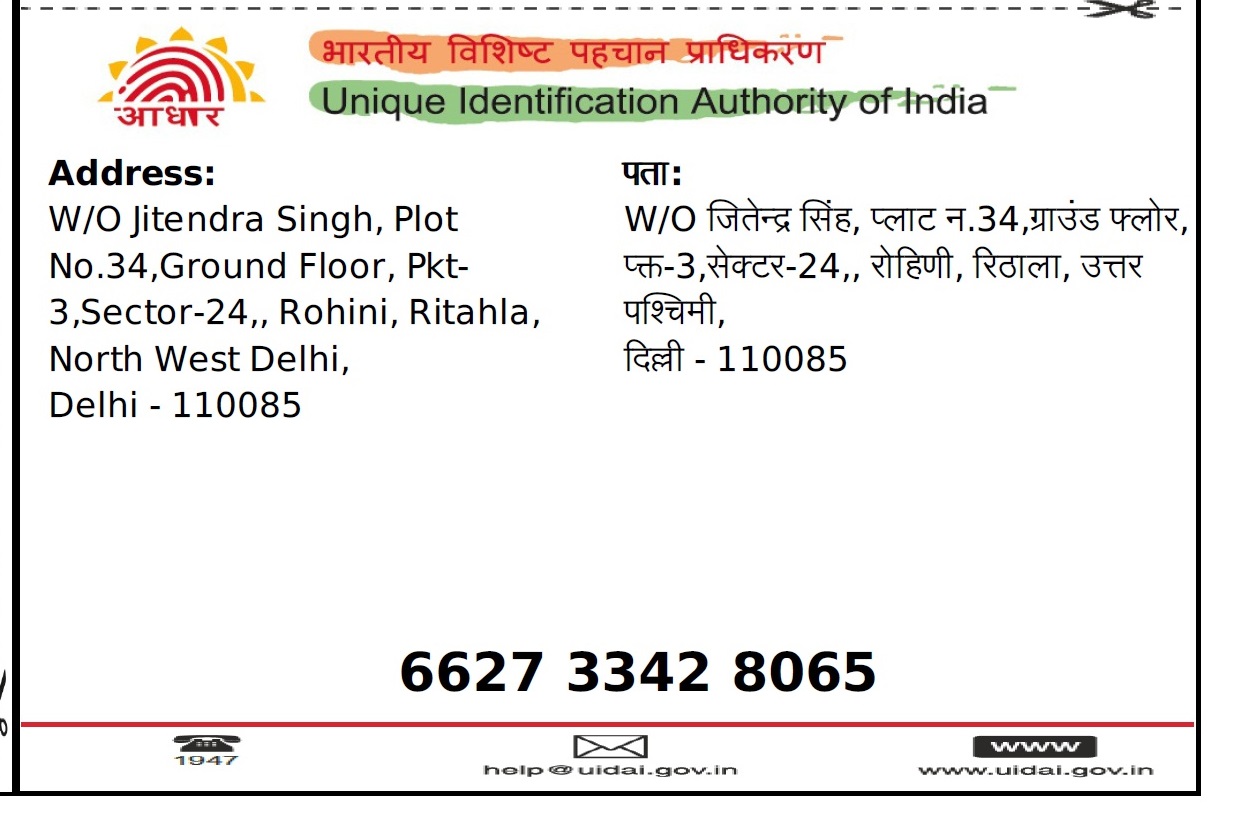 आधार
भारतीय विशिष्ट पहचान प्राधिकरण
Unique Identification Authority of India
Address:
W/O Jitendra Singh, Plot
No.34,Ground Floor, Pkt-
3,Sector-24,, Rohini, Ritahla,
North West Delhi,
Delhi - 110085
पता:
W/O जितेन्द्र सिंह, प्लाट न.34,ग्राउंड फ्लोर,
प्क्त-3,सेक्टर-24,, रोहिणी, रिठाला, उत्तर
पश्चिमी,
दिल्ली - 110085
6627 3342 8065
1947
help@uidai.gov.in
www
www.uidai.gov.in